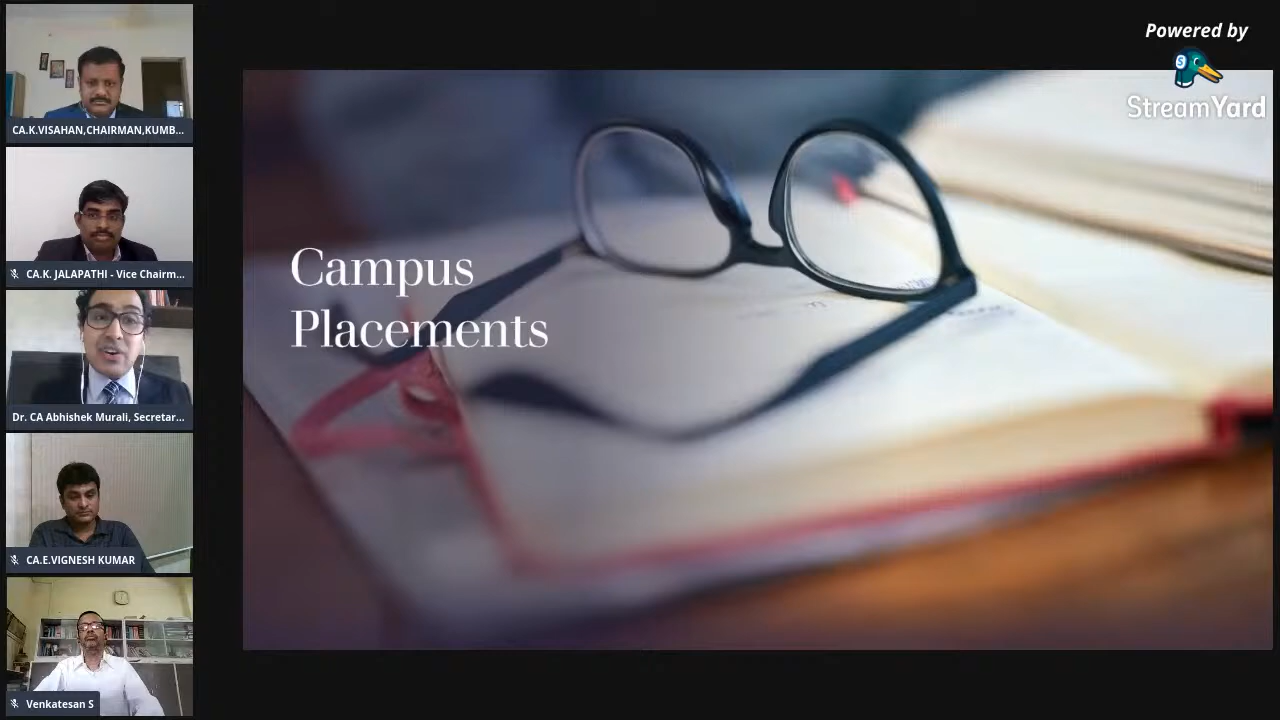 CA.K.VISAHAN,CHAIRMAN,KUMB...
CA.K. JALAPATHI - Vice Chairm...
Dr. CA Abhishek Murali, Secretar...
CA.E.VIGNESH KUMAR
Venkatesan S
Campus
Placements
Powered by
StreamYard